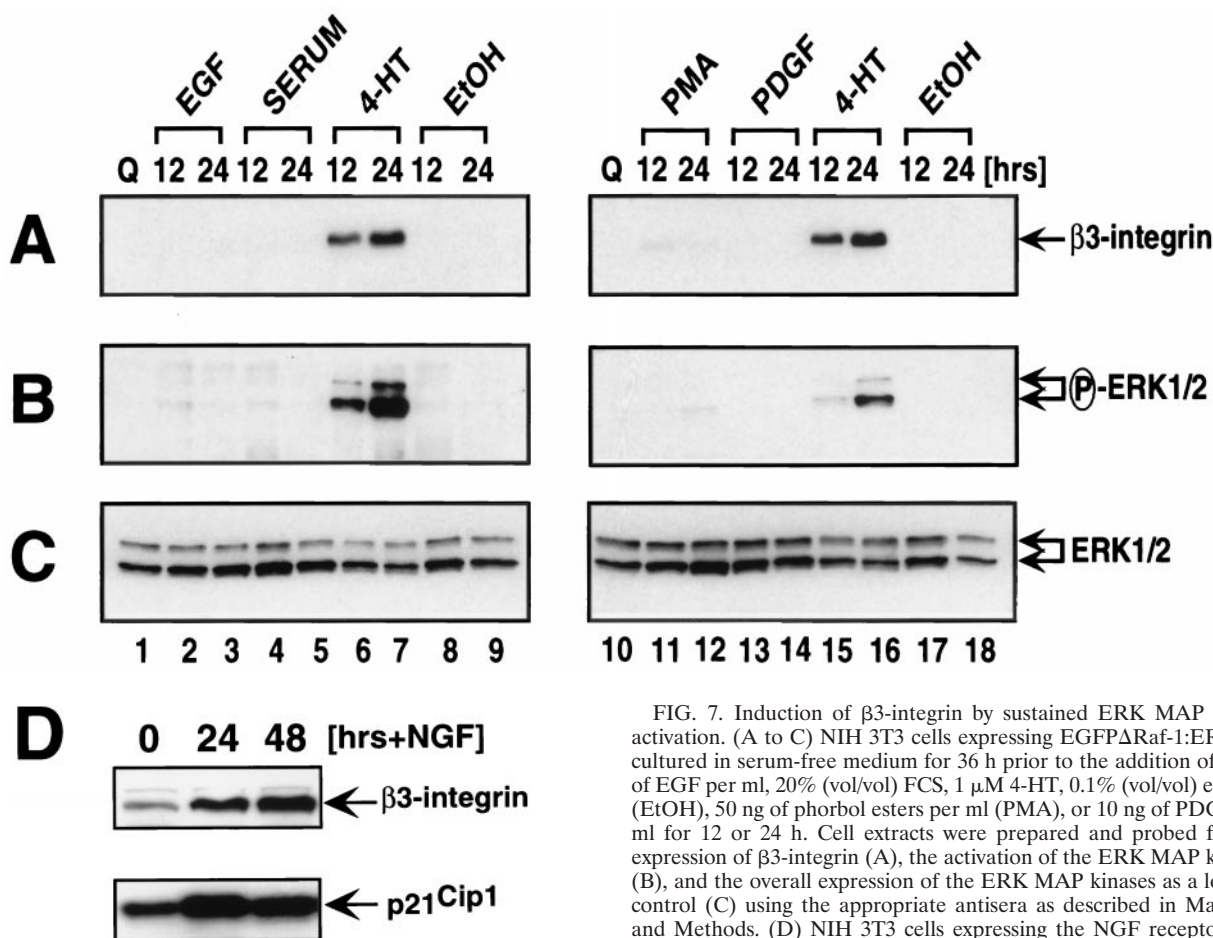 EGF SERUM 4-HT EtOH PMA PDGF 4-HT EtOH
Q 12 24 12 24 12 24 12 24 Q 12 24 12 24 12 24 12 24 [hrs]
A β3-integrin
B P-ERK1/2
C ERK1/2
1 2 3 4 5 6 7 8 9 10 11 12 13 14 15 16 17 18
D 0 24 48 [hrs+NGF]
β3-integrin
p21Cip1
FIG. 7. Induction of β3-integrin by sustained ERK MAP
activation. (A to C) NIH 3T3 cells expressing EGFPΔRaf-1:ER
cultured in serum-free medium for 36 h prior to the addition of
of EGF per ml, 20% (vol/vol) FCS, 1 μM 4-HT, 0.1% (vol/vol) e
(EtOH), 50 ng of phorbol esters per ml (PMA), or 10 ng of PDG
ml for 12 or 24 h. Cell extracts were prepared and probed f
expression of β3-integrin (A), the activation of the ERK MAP k
(B), and the overall expression of the ERK MAP kinases as a lo
control (C) using the appropriate antisera as described in Ma
and Methods. (D) NIH 3T3 cells expressing the NGF recepto